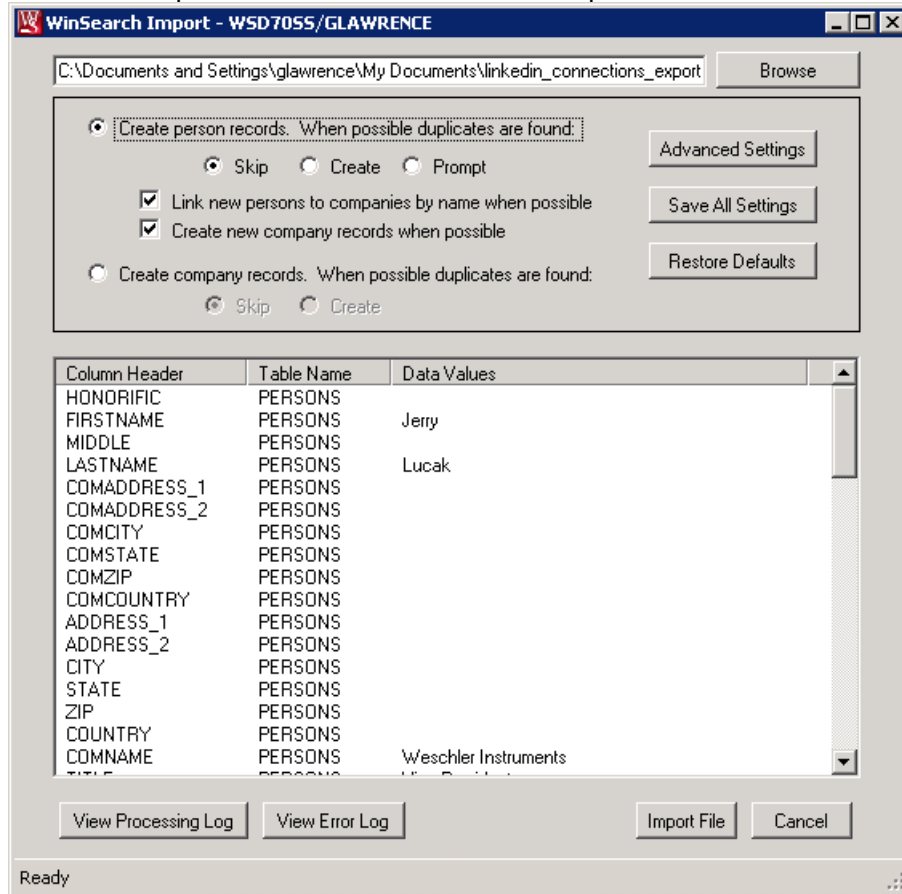 WinSearch Import - WSD70SS/GLAWRENCE
C:\Documents and Settings\glawrence\My Documents\linkedin_connections_export
Browse
Create person records. When possible duplicates are found:
Skip Create Prompt
Link new persons to companies by name when possible
Create new company records when possible
Create company records. When possible duplicates are found:
Skip Create
Advanced Settings
Save All Settings
Restore Defaults
Column Header Table Name Data Values
HONORIFIC PERSONS
FIRSTNAME PERSONS Jerry
MIDDLE PERSONS
LASTNAME PERSONS Lucak
COMADDRESS_1 PERSONS
COMADDRESS_2 PERSONS
COMCITY PERSONS
COMSTATE PERSONS
COMZIP PERSONS
COMCOUNTRY PERSONS
ADDRESS_1 PERSONS
ADDRESS_2 PERSONS
CITY PERSONS
STATE PERSONS
ZIP PERSONS
COUNTRY PERSONS
COMNAME PERSONS Weschler Instruments
View Processing Log View Error Log Import File Cancel
Ready